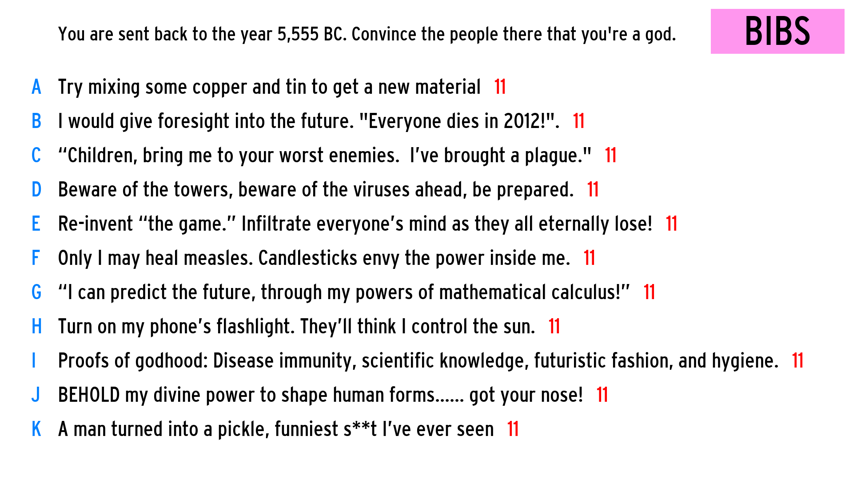 You are sent back to the year 5,555 BC. Convince the people there that you're a god.
BIBS
A Try mixing some copper and tin to get a new material 11
B I would give foresight into the future. "Everyone dies in 2012!". 11
C “Children, bring me to your worst enemies. I’ve brought a plague." 11
D Beware of the towers, beware of the viruses ahead, be prepared. 11
E Re-invent “the game.” Infiltrate everyone’s mind as they all eternally lose! 11
F Only I may heal measles. Candlesticks envy the power inside me. 11
G “I can predict the future, through my powers of mathematical calculus!” 11
H Turn on my phone’s flashlight. They’ll think I control the sun. 11
I Proofs of godhood: Disease immunity, scientific knowledge, futuristic fashion, and hygiene. 11
J BEHOLD my divine power to shape human forms...... got your nose! 11
K A man turned into a pickle, funniest s**t I’ve ever seen 11